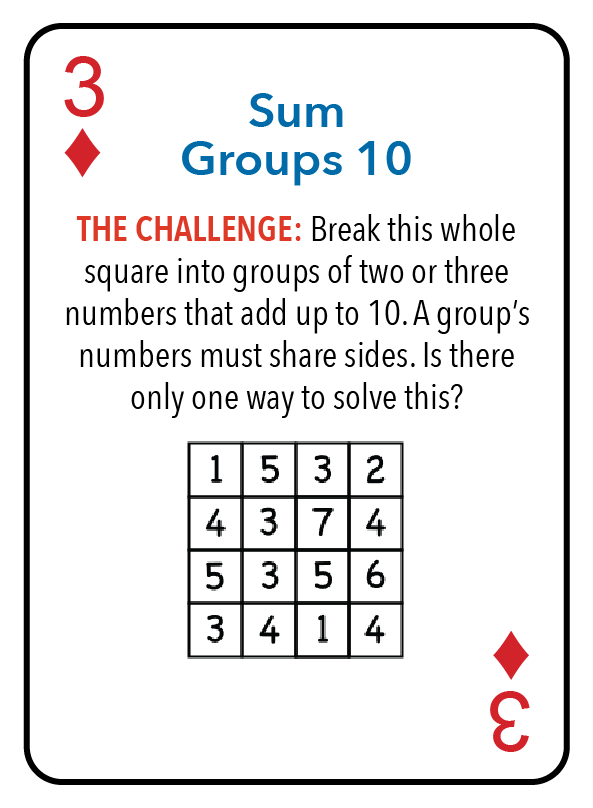 3
Sum
Groups 10
THE CHALLENGE: Break this whole
square into groups of two or three
numbers that add up to 10. A group’s
numbers must share sides. Is there
only one way to solve this?
1 5 3 2
4 3 7 4
5 3 5 6
3 4 1 4
3